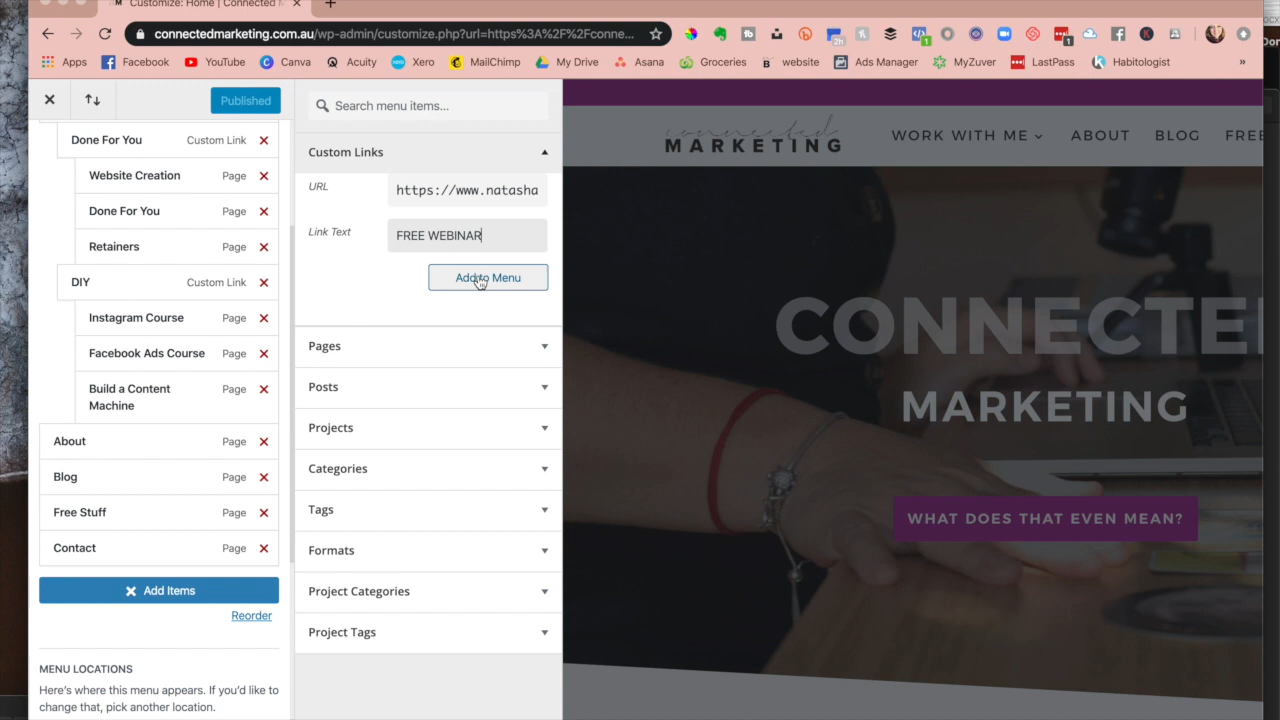 Customize: Home | Connected
connectedmarketing.com.au/wp-admin/customize.php?url=https%3A%2F%2Fconne...
Apps Facebook YouTube Canva Acuity Xero MailChimp My Drive Asana Groceries website Ads Manager MyZuver LastPass Habitologist »
Published
Done For You Custom Link
Website Creation Page
Done For You Page
Retainers Page
DIY Custom Link
Instagram Course Page
Facebook Ads Course Page
Build a Content
Machine Page
About Page
Blog Page
Free Stuff Page
Contact Page
Add Items
Reorder
MENU LOCATIONS
Here's where this menu appears. If you'd like to
change that, pick another location.
Search menu items...
Custom Links
URL https://www.natasha
Link Text FREE WEBINAR
Add to Menu
Pages
Posts
Projects
Categories
Tags
Formats
Project Categories
Project Tags
connected
MARKETING
WORK WITH ME ABOUT BLOG FREE
CONNECTE
MARKETING
WHAT DOES THAT EVEN MEAN?